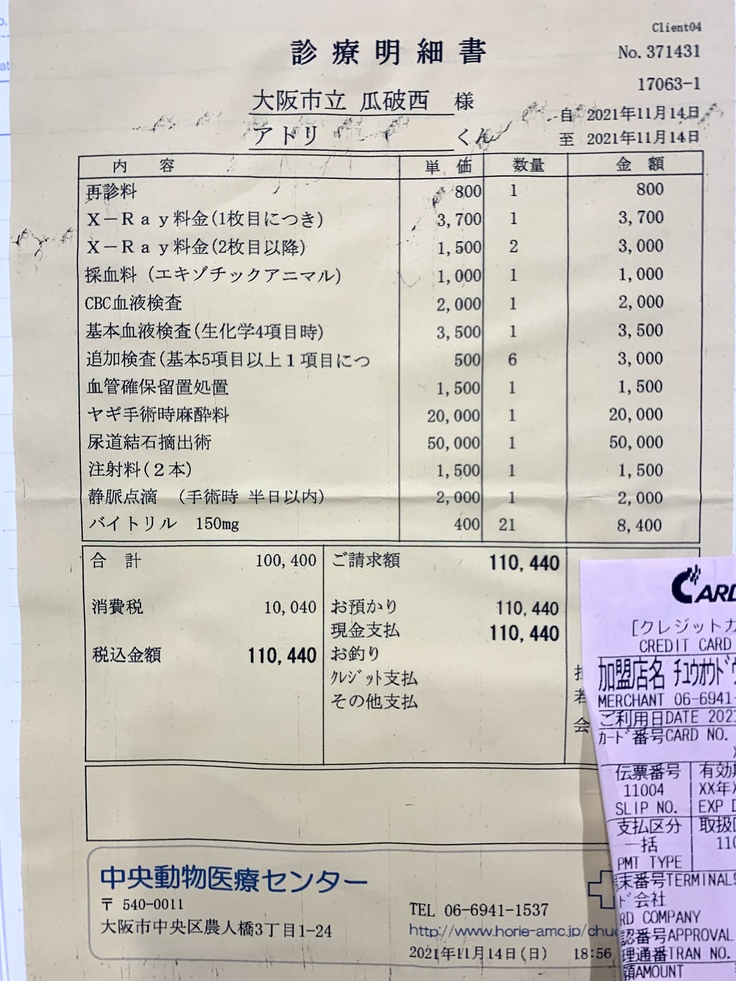 Client04
診療明細書
No. 371431
17063-1
大阪市立 瓜破西 様
自 2021年11月14日
アトリ くん
至 2021年11月14日
内容 単価 数量 金額
再診料 800 1 800
X－Ｒａｙ料金(1枚目につき) 3,700 1 3,700
X－Ｒａｙ料金(2枚目以降) 1,500 2 3,000
採血料 (エキゾチックアニマル) 1,000 1 1,000
CBC血液検査 2,000 1 2,000
基本血液検査(生化学4項目時) 3,500 1 3,500
追加検査(基本5項目以上１項目につ 500 6 3,000
血管確保留置処置 1,500 1 1,500
ヤギ手術時麻酔料 20,000 1 20,000
尿道結石摘出術 50,000 1 50,000
注射料(２本) 1,500 1 1,500
静脈点滴 (手術時 半日以内) 2,000 1 2,000
バイトリル 150mg 400 21 8,400
合計 100,400
消費税 10,040
税込金額 110,440
ご請求額 110,440
お預かり 110,440
現金支払 110,440
お釣り
ｸﾚｼﾞｯﾄ支払
その他支払
会
中央動物医療センター
〒 540-0011
大阪市中央区農人橋3丁目1-24
TEL 06-6941-1537
http://www.horie-amc.jp/chuo
2021年11月14日(日) 18:56
CARD
[クレジットカ
CREDIT CARD
加盟店名 ﾁｭｳｵｳﾄﾞｳ
MERCHANT 06-6941-
ご利用日DATE 2021
ｶｰﾄﾞ番号CARD NO.
伝票番号 有効
11004 XX年X
SLIP NO. EXP D
支払区分 取扱
一括 110
PMT TYPE
末番号TERMINAL
ﾄﾞ会社
RD COMPANY
認番号APPROVAL
理通番TRAN NO.
額AMOUNT